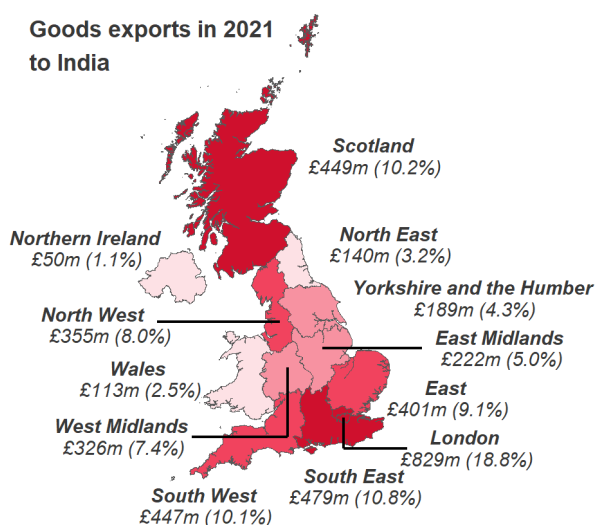 Goods exports in 2021
to India
Scotland
£449m (10.2%)
Northern Ireland
£50m (1.1%)
North East
£140m (3.2%)
Yorkshire and the Humber
£189m (4.3%)
North West
£355m (8.0%)
East Midlands
£222m (5.0%)
Wales
£113m (2.5%)
East
£401m (9.1%)
West Midlands
£326m (7.4%)
London
£829m (18.8%)
South East
£479m (10.8%)
South West
£447m (10.1%)